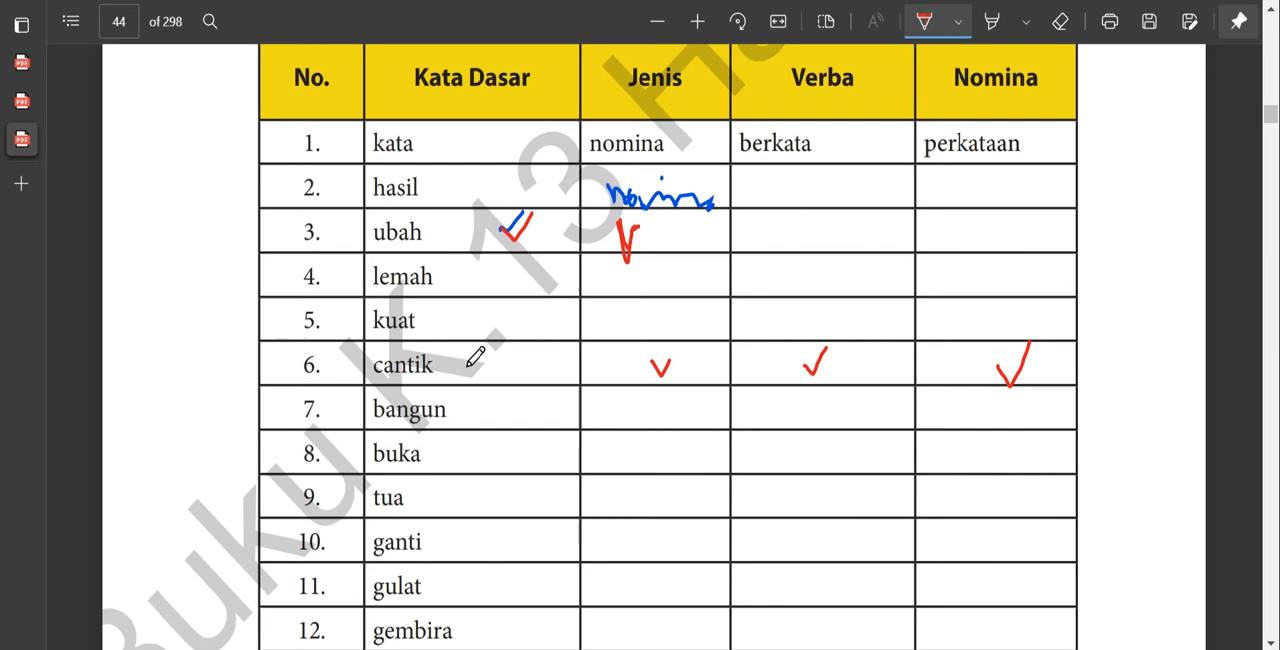 44 of 298
No. Kata Dasar Jenis Verba Nomina
1. kata nomina berkata perkataan
2. hasil nomina
3. ubah V
4. lemah
5. kuat
6. cantik
7. bangun
8. buka
9. tua
10. ganti
11. gulat
12. gembira
Buku K. 13